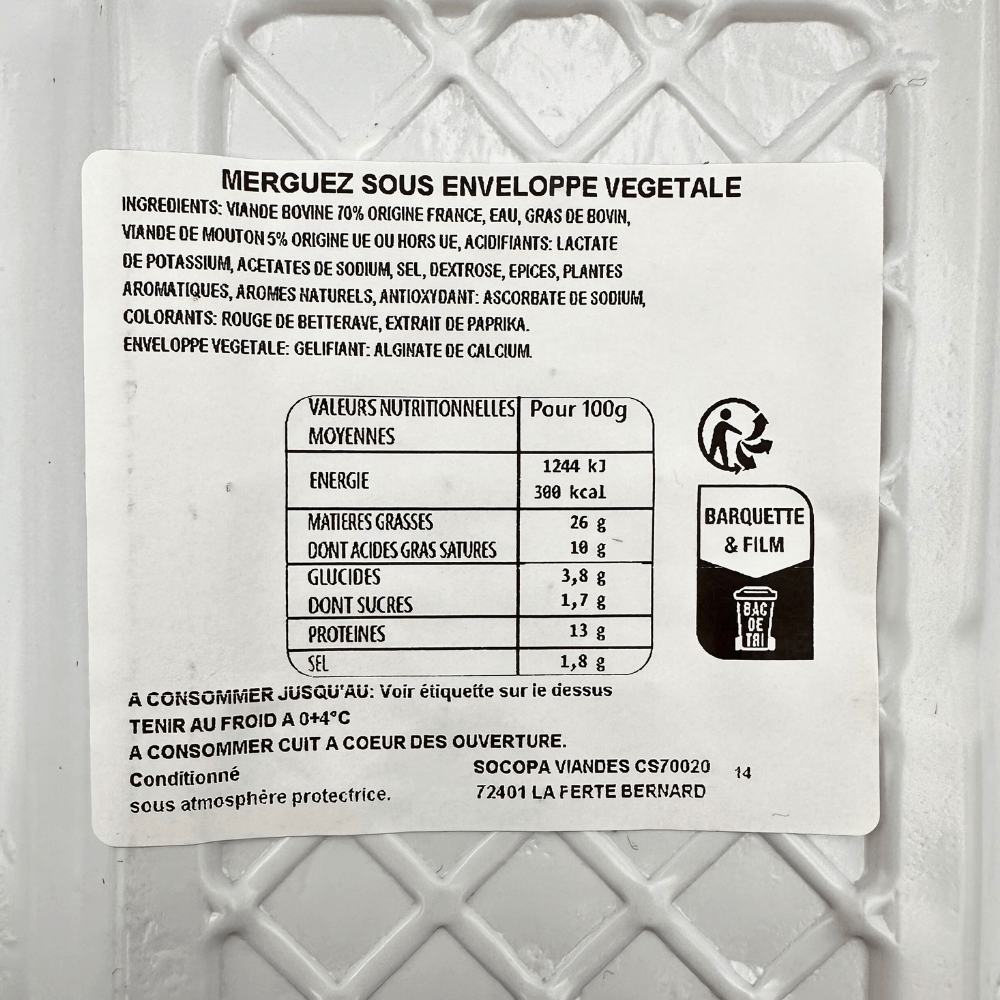 MERGUEZ SOUS ENVELOPPE VEGETALE
INGREDIENTS: VIANDE BOVINE 70% ORIGINE FRANCE, EAU, GRAS DE BOVIN,
VIANDE DE MOUTON 5% ORIGINE UE OU HORS UE, ACIDIFIANTS: LACTATE
DE POTASSIUM, ACETATES DE SODIUM, SEL, DEXTROSE, EPICES, PLANTES
AROMATIQUES, AROMES NATURELS, ANTIOXYDANT: ASCORBATE DE SODIUM,
COLORANTS: ROUGE DE BETTERAVE, EXTRAIT DE PAPRIKA.
ENVELOPPE VEGETALE: GELIFIANT: ALGINATE DE CALCIUM.
VALEURS NUTRITIONNELLES Pour 100g
MOYENNES
ENERGIE 1244 kJ
300 kcal
MATIERES GRASSES 26 g
DONT ACIDES GRAS SATURES 10 g
GLUCIDES 3,8 g
DONT SUCRES 1,7 g
PROTEINES 13 g
SEL 1,8 g
BARQUETTE
& FILM
BAC
DE
TRI
A CONSOMMER JUSQU'AU: Voir étiquette sur le dessus
TENIR AU FROID A 0+4°C
A CONSOMMER CUIT A COEUR DES OUVERTURE.
Conditionné
sous atmosphère protectrice.
SOCOPA VIANDES CS70020 14
72401 LA FERTE BERNARD